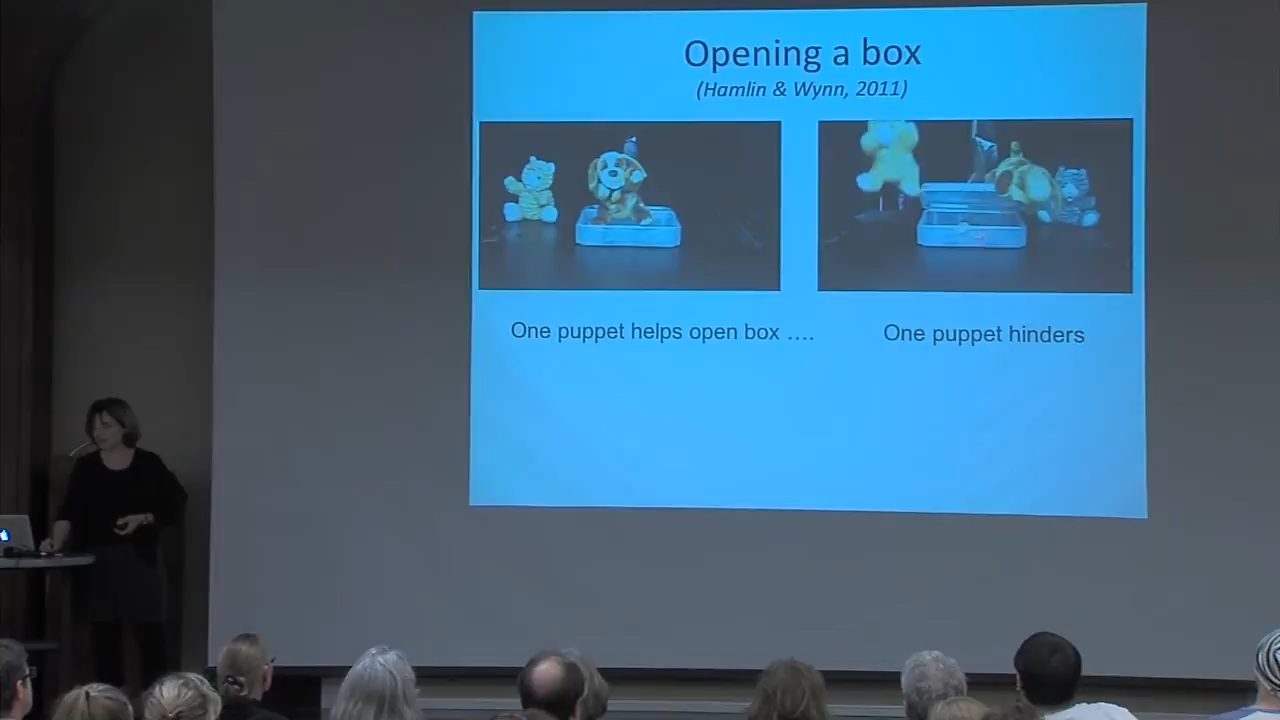 Opening a box
(Hamlin & Wynn, 2011)
One puppet helps open box ….
One puppet hinders